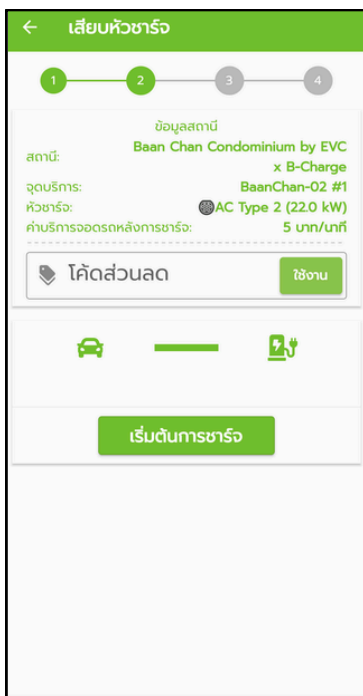 เสียบหัวชาร์จ
1 2 3 4
ข้อมูลสถานี
สถานี: Baan Chan Condominium by EVC
x B-Charge
จุดบริการ: BaanChan-02 #1
หัวชาร์จ: AC Type 2 (22.0 kW)
ค่าบริการจอดรถหลังการชาร์จ: 5 บาท/นาที
โค้ดส่วนลด ใช้งาน
เริ่มต้นการชาร์จ